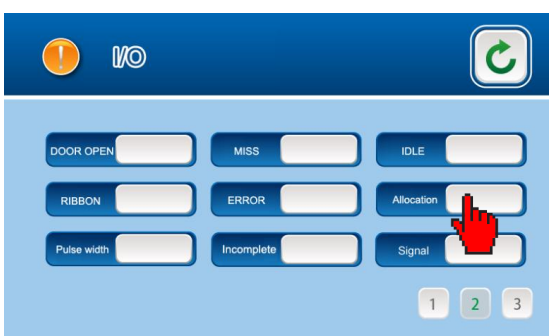 I/O
DOOR OPEN MISS IDLE
RIBBON ERROR Allocation
Pulse width Incomplete Signal
1 2 3